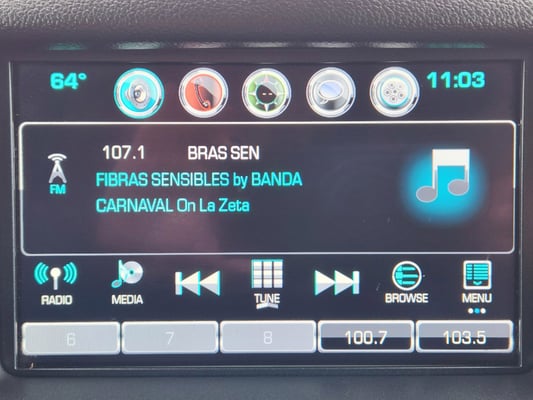 64° 11:03
107.1 BRAS SEN
FM
FIBRAS SENSIBLES by BANDA
CARNAVAL On La Zeta
RADIO MEDIA TUNE BROWSE MENU
6 7 8 100.7 103.5